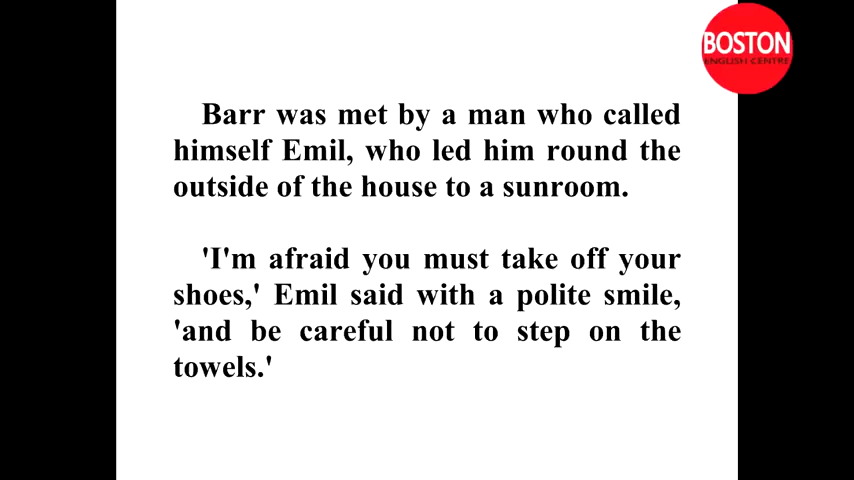 BOSTON
ENGLISH CENTRE
Barr was met by a man who called
himself Emil, who led him round the
outside of the house to a sunroom.
'I'm afraid you must take off your
shoes,' Emil said with a polite smile,
'and be careful not to step on the
towels.'